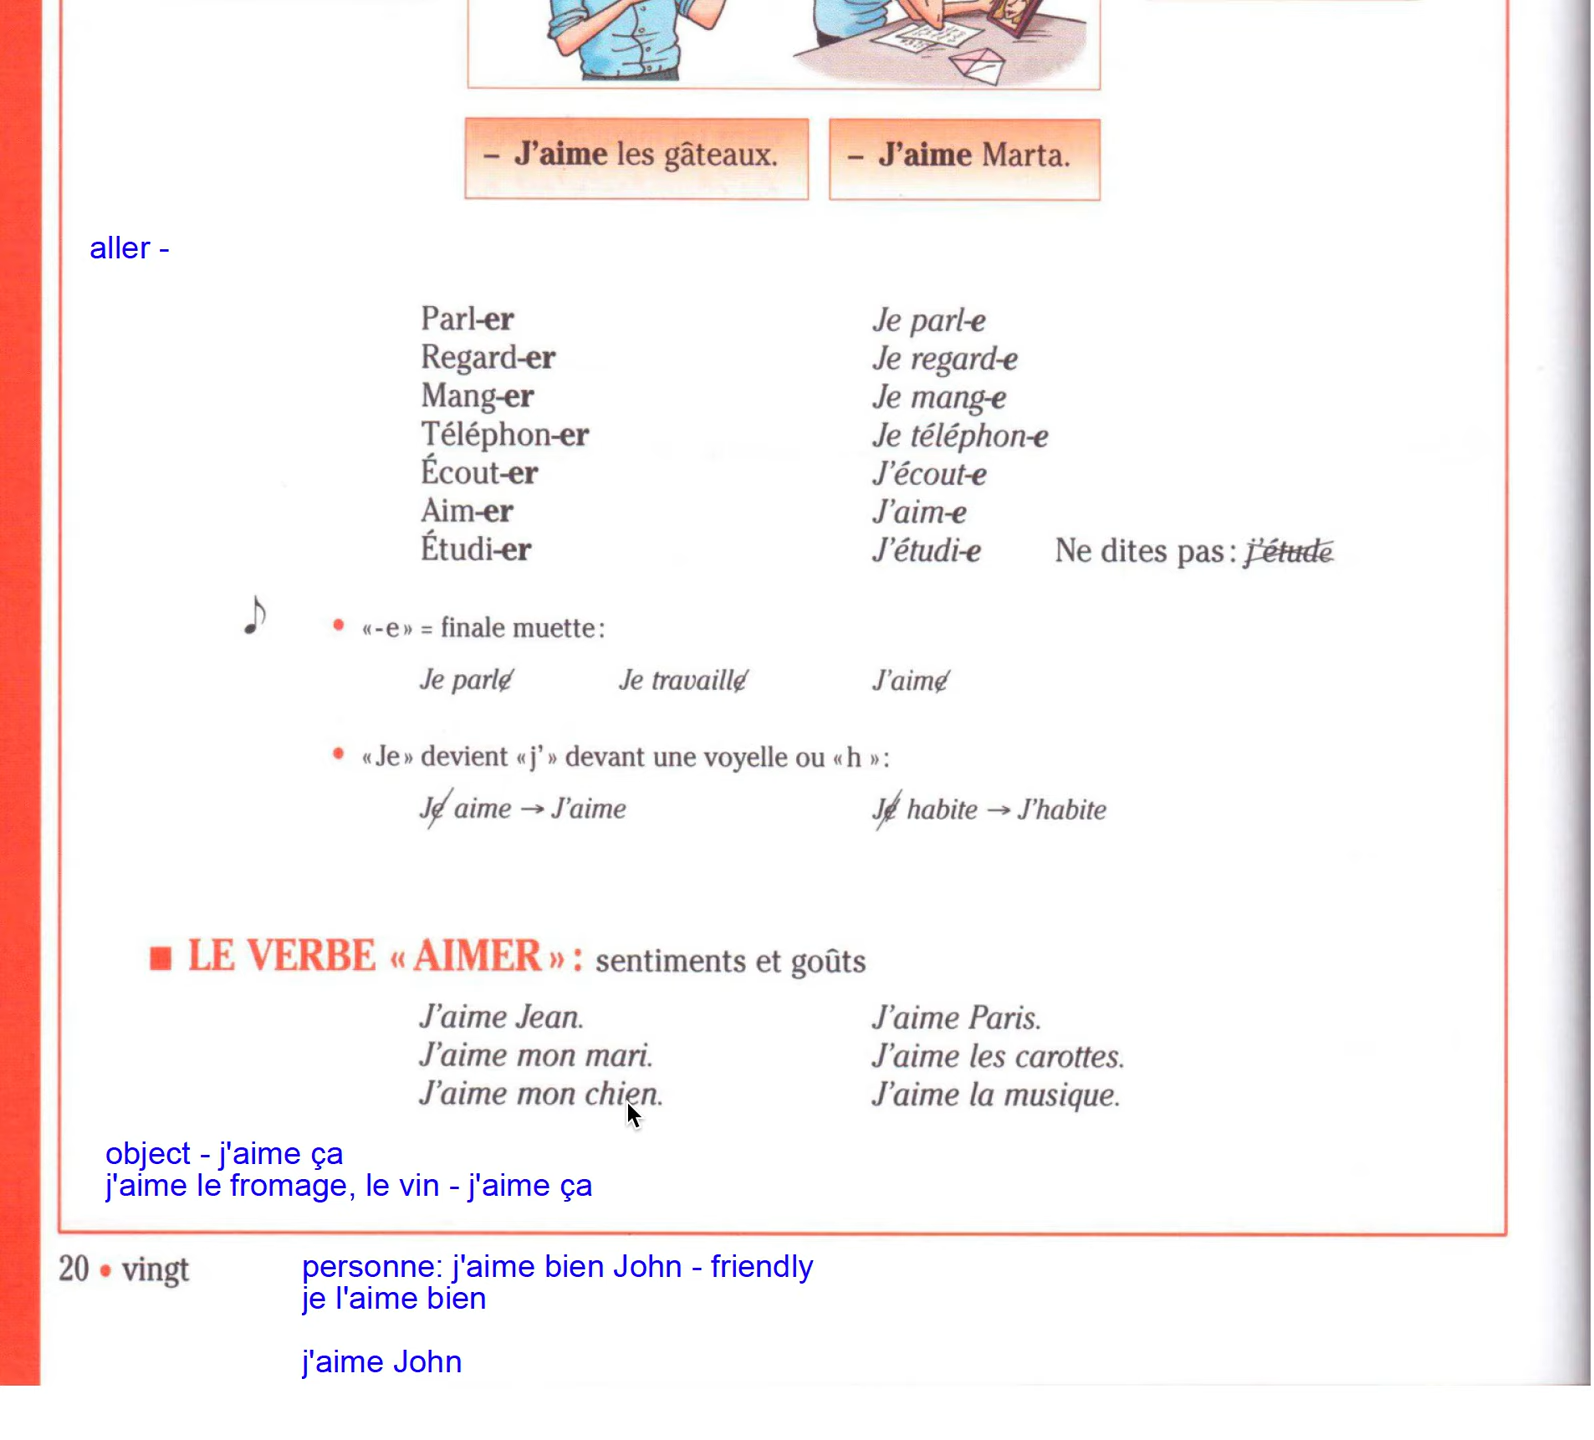 – J'aime les gâteaux. – J'aime Marta.
aller -
Parl-er Je parl-e
Regard-er Je regard-e
Mang-er Je mang-e
Téléphon-er Je téléphon-e
Écout-er J'écout-e
Aim-er J'aim-e
Étudi-er J'étudi-e Ne dites pas : j'étude
• «-e» = finale muette :
Je parle Je travaille J'aime
• «Je» devient «j'» devant une voyelle ou «h» :
Je aime → J'aime Je habite → J'habite
■ LE VERBE «AIMER» : sentiments et goûts
J'aime Jean. J'aime Paris.
J'aime mon mari. J'aime les carottes.
J'aime mon chien. J'aime la musique.
object - j'aime ça
j'aime le fromage, le vin - j'aime ça
20 • vingt
personne: j'aime bien John - friendly
je l'aime bien
j'aime John